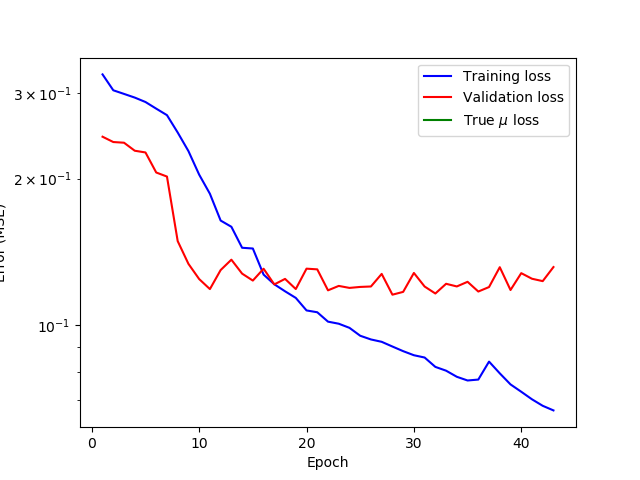 Training loss
Validation loss
True μ loss
3 × 10⁻¹
2 × 10⁻¹
10⁻¹
Error (MSE)
0 10 20 30 40
Epoch